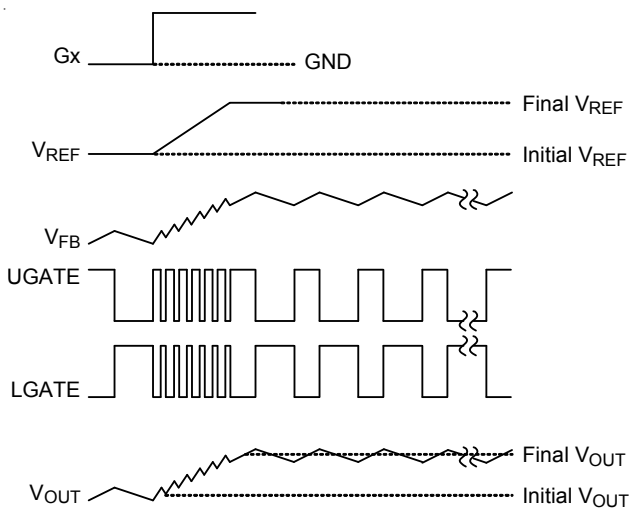 Gx
GND
Final VREF
VREF
Initial VREF
VFB
UGATE
LGATE
Final VOUT
VOUT
Initial VOUT